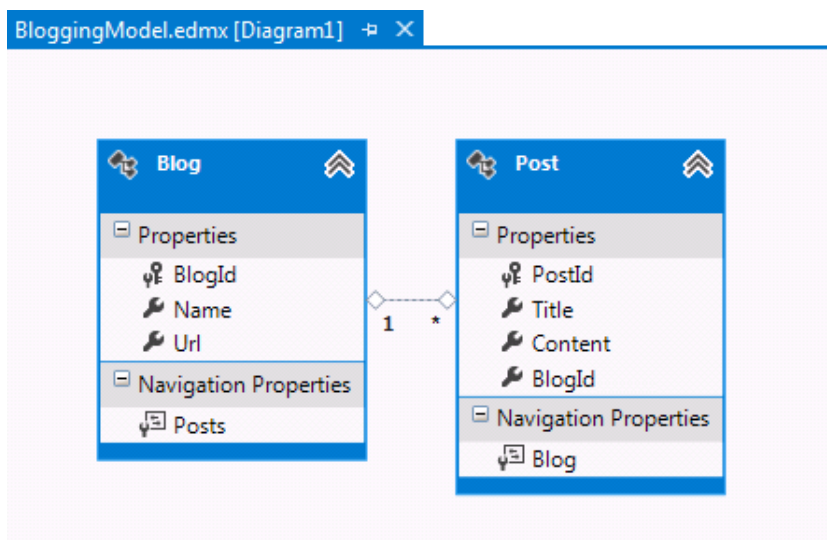 BloggingModel.edmx [Diagram1]
Blog
Properties
BlogId
Name
Url
Navigation Properties
Posts
1 *
Post
Properties
PostId
Title
Content
BlogId
Navigation Properties
Blog